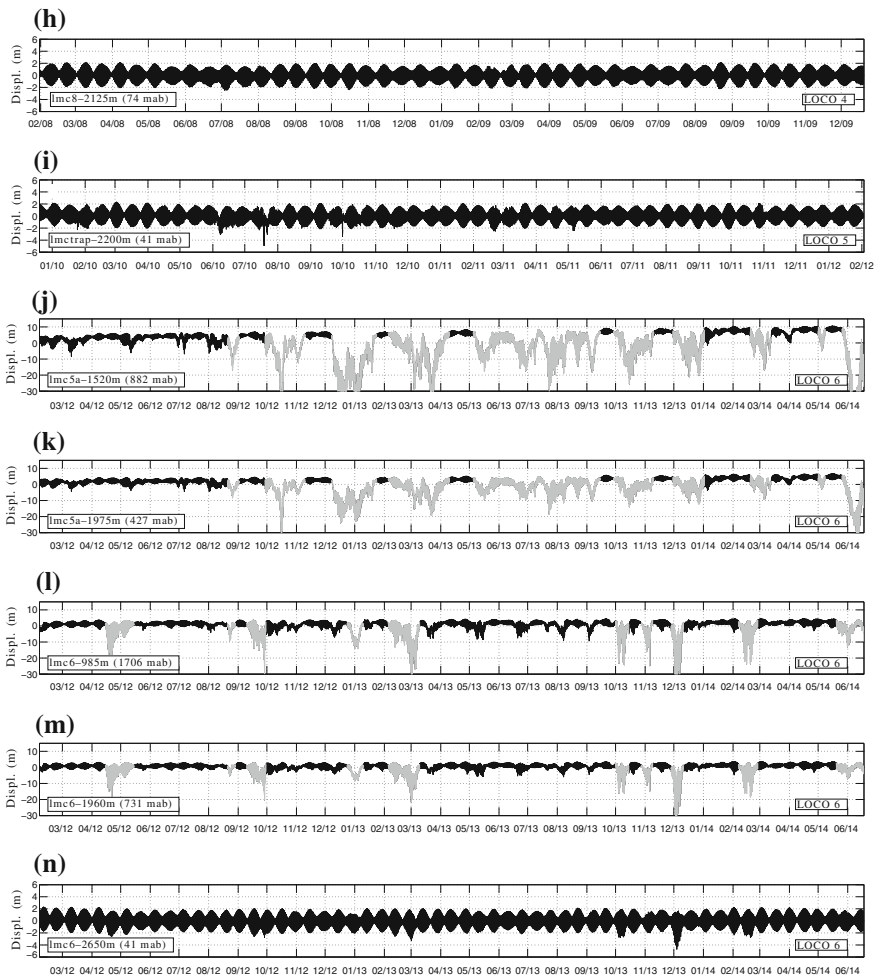 (h)
Displ. (m)
6
4
2
0
−2
−4
−6
lmc8−2125m (74 mab)
LOCO 4
02/08 03/08 04/08 05/08 06/08 07/08 08/08 09/08 10/08 11/08 12/08 01/09 02/09 03/09 04/09 05/09 06/09 07/09 08/09 09/09 10/09 11/09 12/09
(i)
Displ. (m)
6
4
2
0
−2
−4
−6
lmctrap−2200m (41 mab)
LOCO 5
01/10 02/10 03/10 04/10 05/10 06/10 07/10 08/10 09/10 10/10 11/10 12/10 01/11 02/11 03/11 04/11 05/11 06/11 07/11 08/11 09/11 10/11 11/11 12/11 01/12 02/12
(j)
Displ. (m)
10
0
−10
−20
−30
lmc5a−1520m (882 mab)
LOCO 6
03/12 04/12 05/12 06/12 07/12 08/12 09/12 10/12 11/12 12/12 01/13 02/13 03/13 04/13 05/13 06/13 07/13 08/13 09/13 10/13 11/13 12/13 01/14 02/14 03/14 04/14 05/14 06/14
(k)
Displ. (m)
10
0
−10
−20
−30
lmc5a−1975m (427 mab)
LOCO 6
03/12 04/12 05/12 06/12 07/12 08/12 09/12 10/12 11/12 12/12 01/13 02/13 03/13 04/13 05/13 06/13 07/13 08/13 09/13 10/13 11/13 12/13 01/14 02/14 03/14 04/14 05/14 06/14
(l)
Displ. (m)
10
0
−10
−20
−30
lmc6−985m (1706 mab)
LOCO 6
03/12 04/12 05/12 06/12 07/12 08/12 09/12 10/12 11/12 12/12 01/13 02/13 03/13 04/13 05/13 06/13 07/13 08/13 09/13 10/13 11/13 12/13 01/14 02/14 03/14 04/14 05/14 06/14
(m)
Displ. (m)
10
0
−10
−20
−30
lmc6−1960m (731 mab)
LOCO 6
03/12 04/12 05/12 06/12 07/12 08/12 09/12 10/12 11/12 12/12 01/13 02/13 03/13 04/13 05/13 06/13 07/13 08/13 09/13 10/13 11/13 12/13 01/14 02/14 03/14 04/14 05/14 06/14
(n)
Displ. (m)
6
4
2
0
−2
−4
−6
lmc6−2650m (41 mab)
LOCO 6
03/12 04/12 05/12 06/12 07/12 08/12 09/12 10/12 11/12 12/12 01/13 02/13 03/13 04/13 05/13 06/13 07/13 08/13 09/13 10/13 11/13 12/13 01/14 02/14 03/14 04/14 05/14 06/14